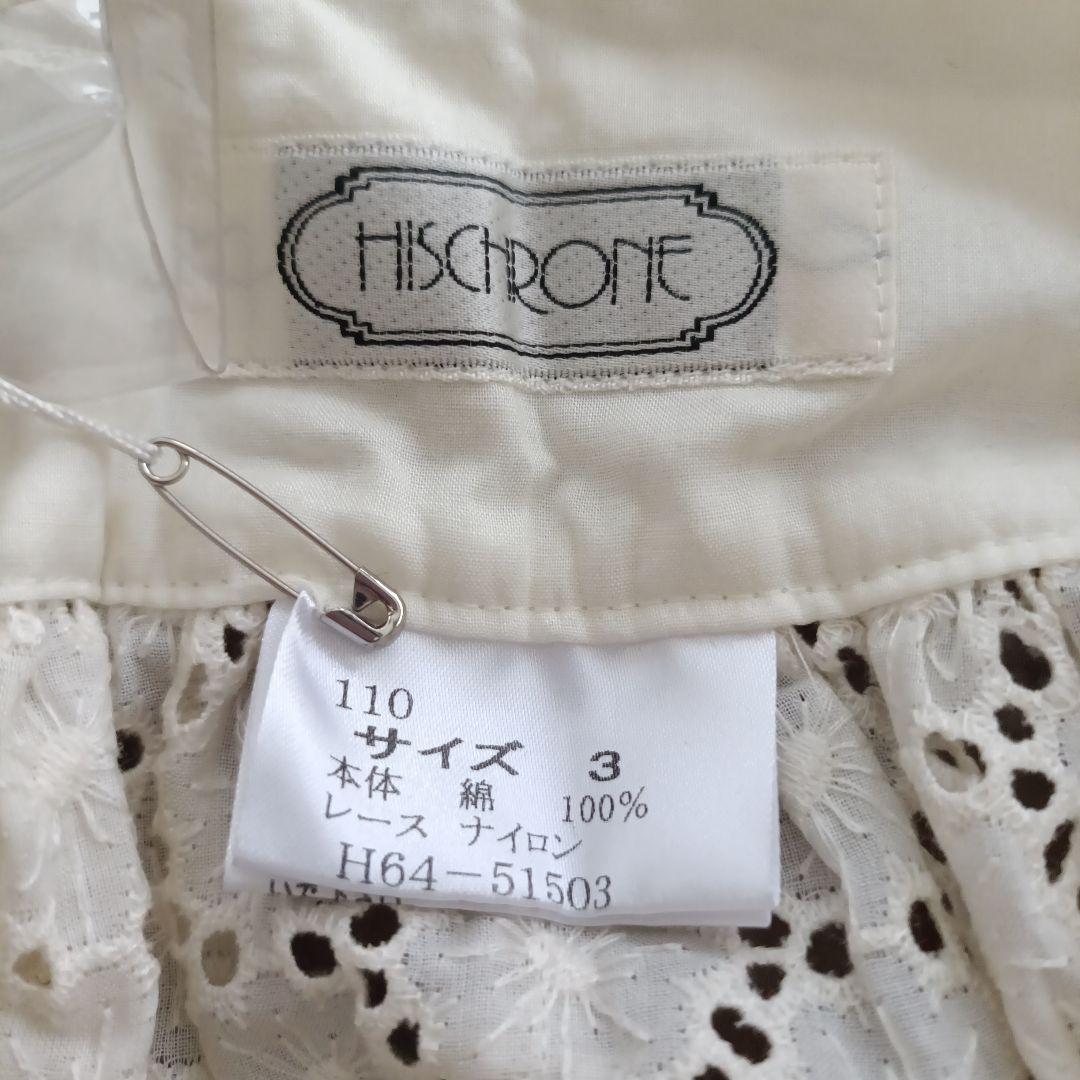 HISCHRONE
110
サイズ 3
本体 綿 100%
レース ナイロン
H64-51503